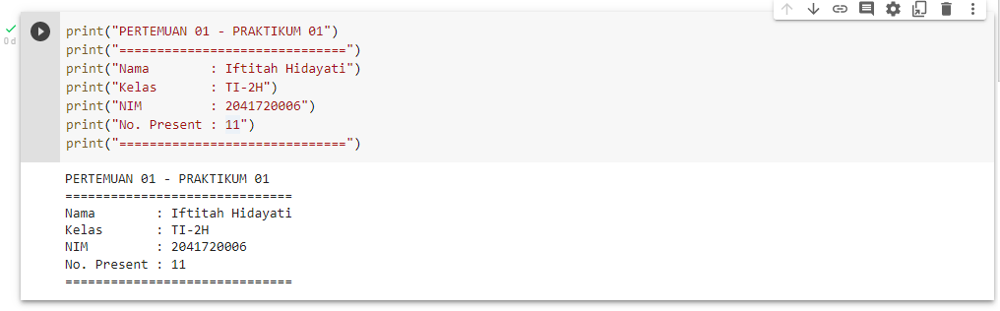 print("PERTEMUAN 01 - PRAKTIKUM 01")
0 d
print("==============================")
print("Nama        : Iftitah Hidayati")
print("Kelas       : TI-2H")
print("NIM         : 2041720006")
print("No. Present : 11")
print("==============================")
PERTEMUAN 01 - PRAKTIKUM 01
==============================
Nama        : Iftitah Hidayati
Kelas       : TI-2H
NIM         : 2041720006
No. Present : 11
==============================